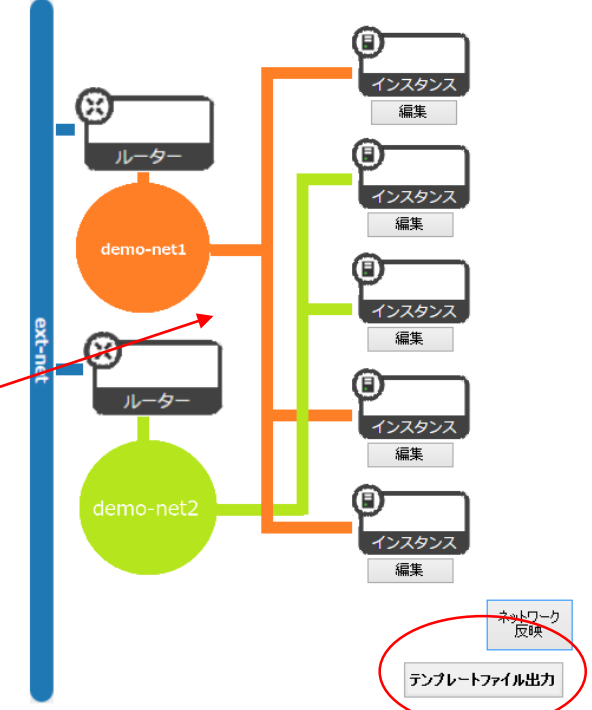 インスタンス
編集
ルーター
インスタンス
編集
demo-net1
インスタンス
編集
ext-net
ルーター
インスタンス
編集
demo-net2
インスタンス
編集
ネットワーク
反映
テンプレートファイル出力